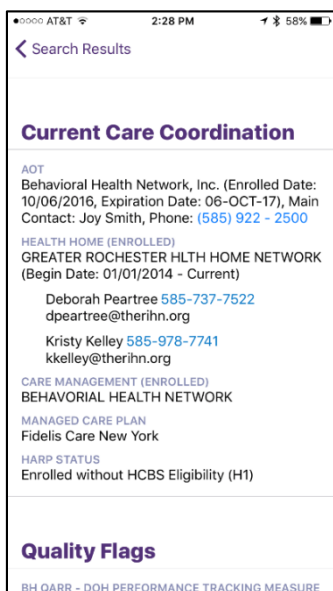 AT&T 2:28 PM 58%
Search Results
Current Care Coordination
AOT
Behavioral Health Network, Inc. (Enrolled Date:
10/06/2016, Expiration Date: 06-OCT-17), Main
Contact: Joy Smith, Phone: (585) 922 - 2500
HEALTH HOME (ENROLLED)
GREATER ROCHESTER HLTH HOME NETWORK
(Begin Date: 01/01/2014 - Current)
Deborah Peartree 585-737-7522
dpeartree@therihn.org
Kristy Kelley 585-978-7741
kkelley@therihn.org
CARE MANAGEMENT (ENROLLED)
BEHAVORIAL HEALTH NETWORK
MANAGED CARE PLAN
Fidelis Care New York
HARP STATUS
Enrolled without HCBS Eligibility (H1)
Quality Flags
BH QARR - DOH PERFORMANCE TRACKING MEASURE